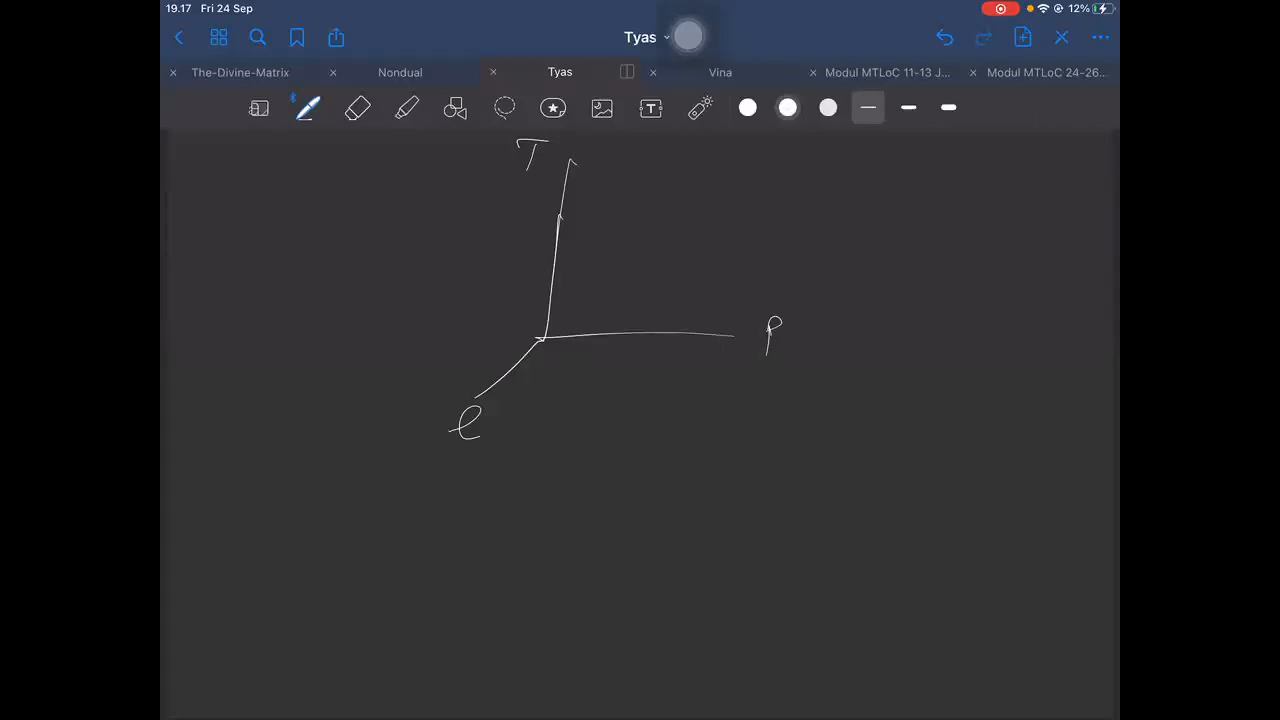 19.17 Fri 24 Sep
12%
Tyas
The-Divine-Matrix
Nondual
Tyas
Vina
Modul MTLoC 11-13 J...
Modul MTLoC 24-26...
T
T
P
e